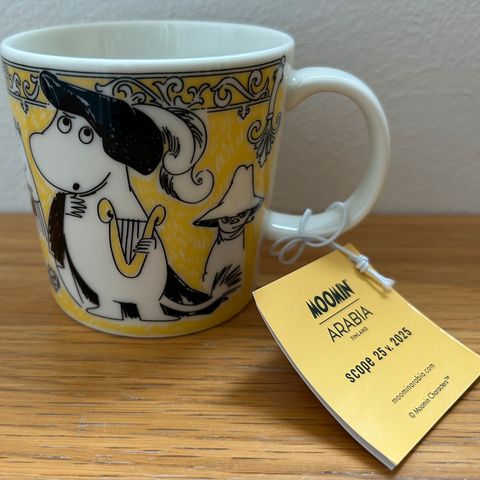 MOOMIN
ARABIA
FINLAND
scope 25 v. 2025
moominarabia.com
© Moomin Characters™